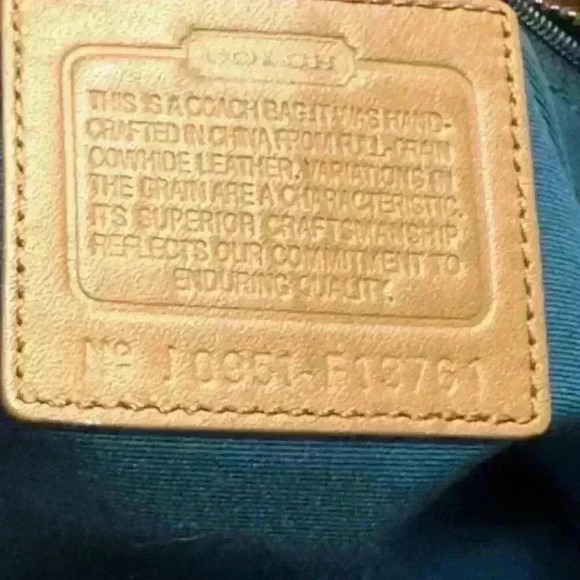 COACH
THIS IS A COACH BAG. IT WAS HAND-
CRAFTED IN CHINA FROM FULL-GRAIN
COWHIDE LEATHER. VARIATIONS IN
THE GRAIN ARE A CHARACTERISTIC.
ITS SUPERIOR CRAFTSMANSHIP
REFLECTS OUR COMMITMENT TO
ENDURING QUALITY.
Nº J0951-F13761